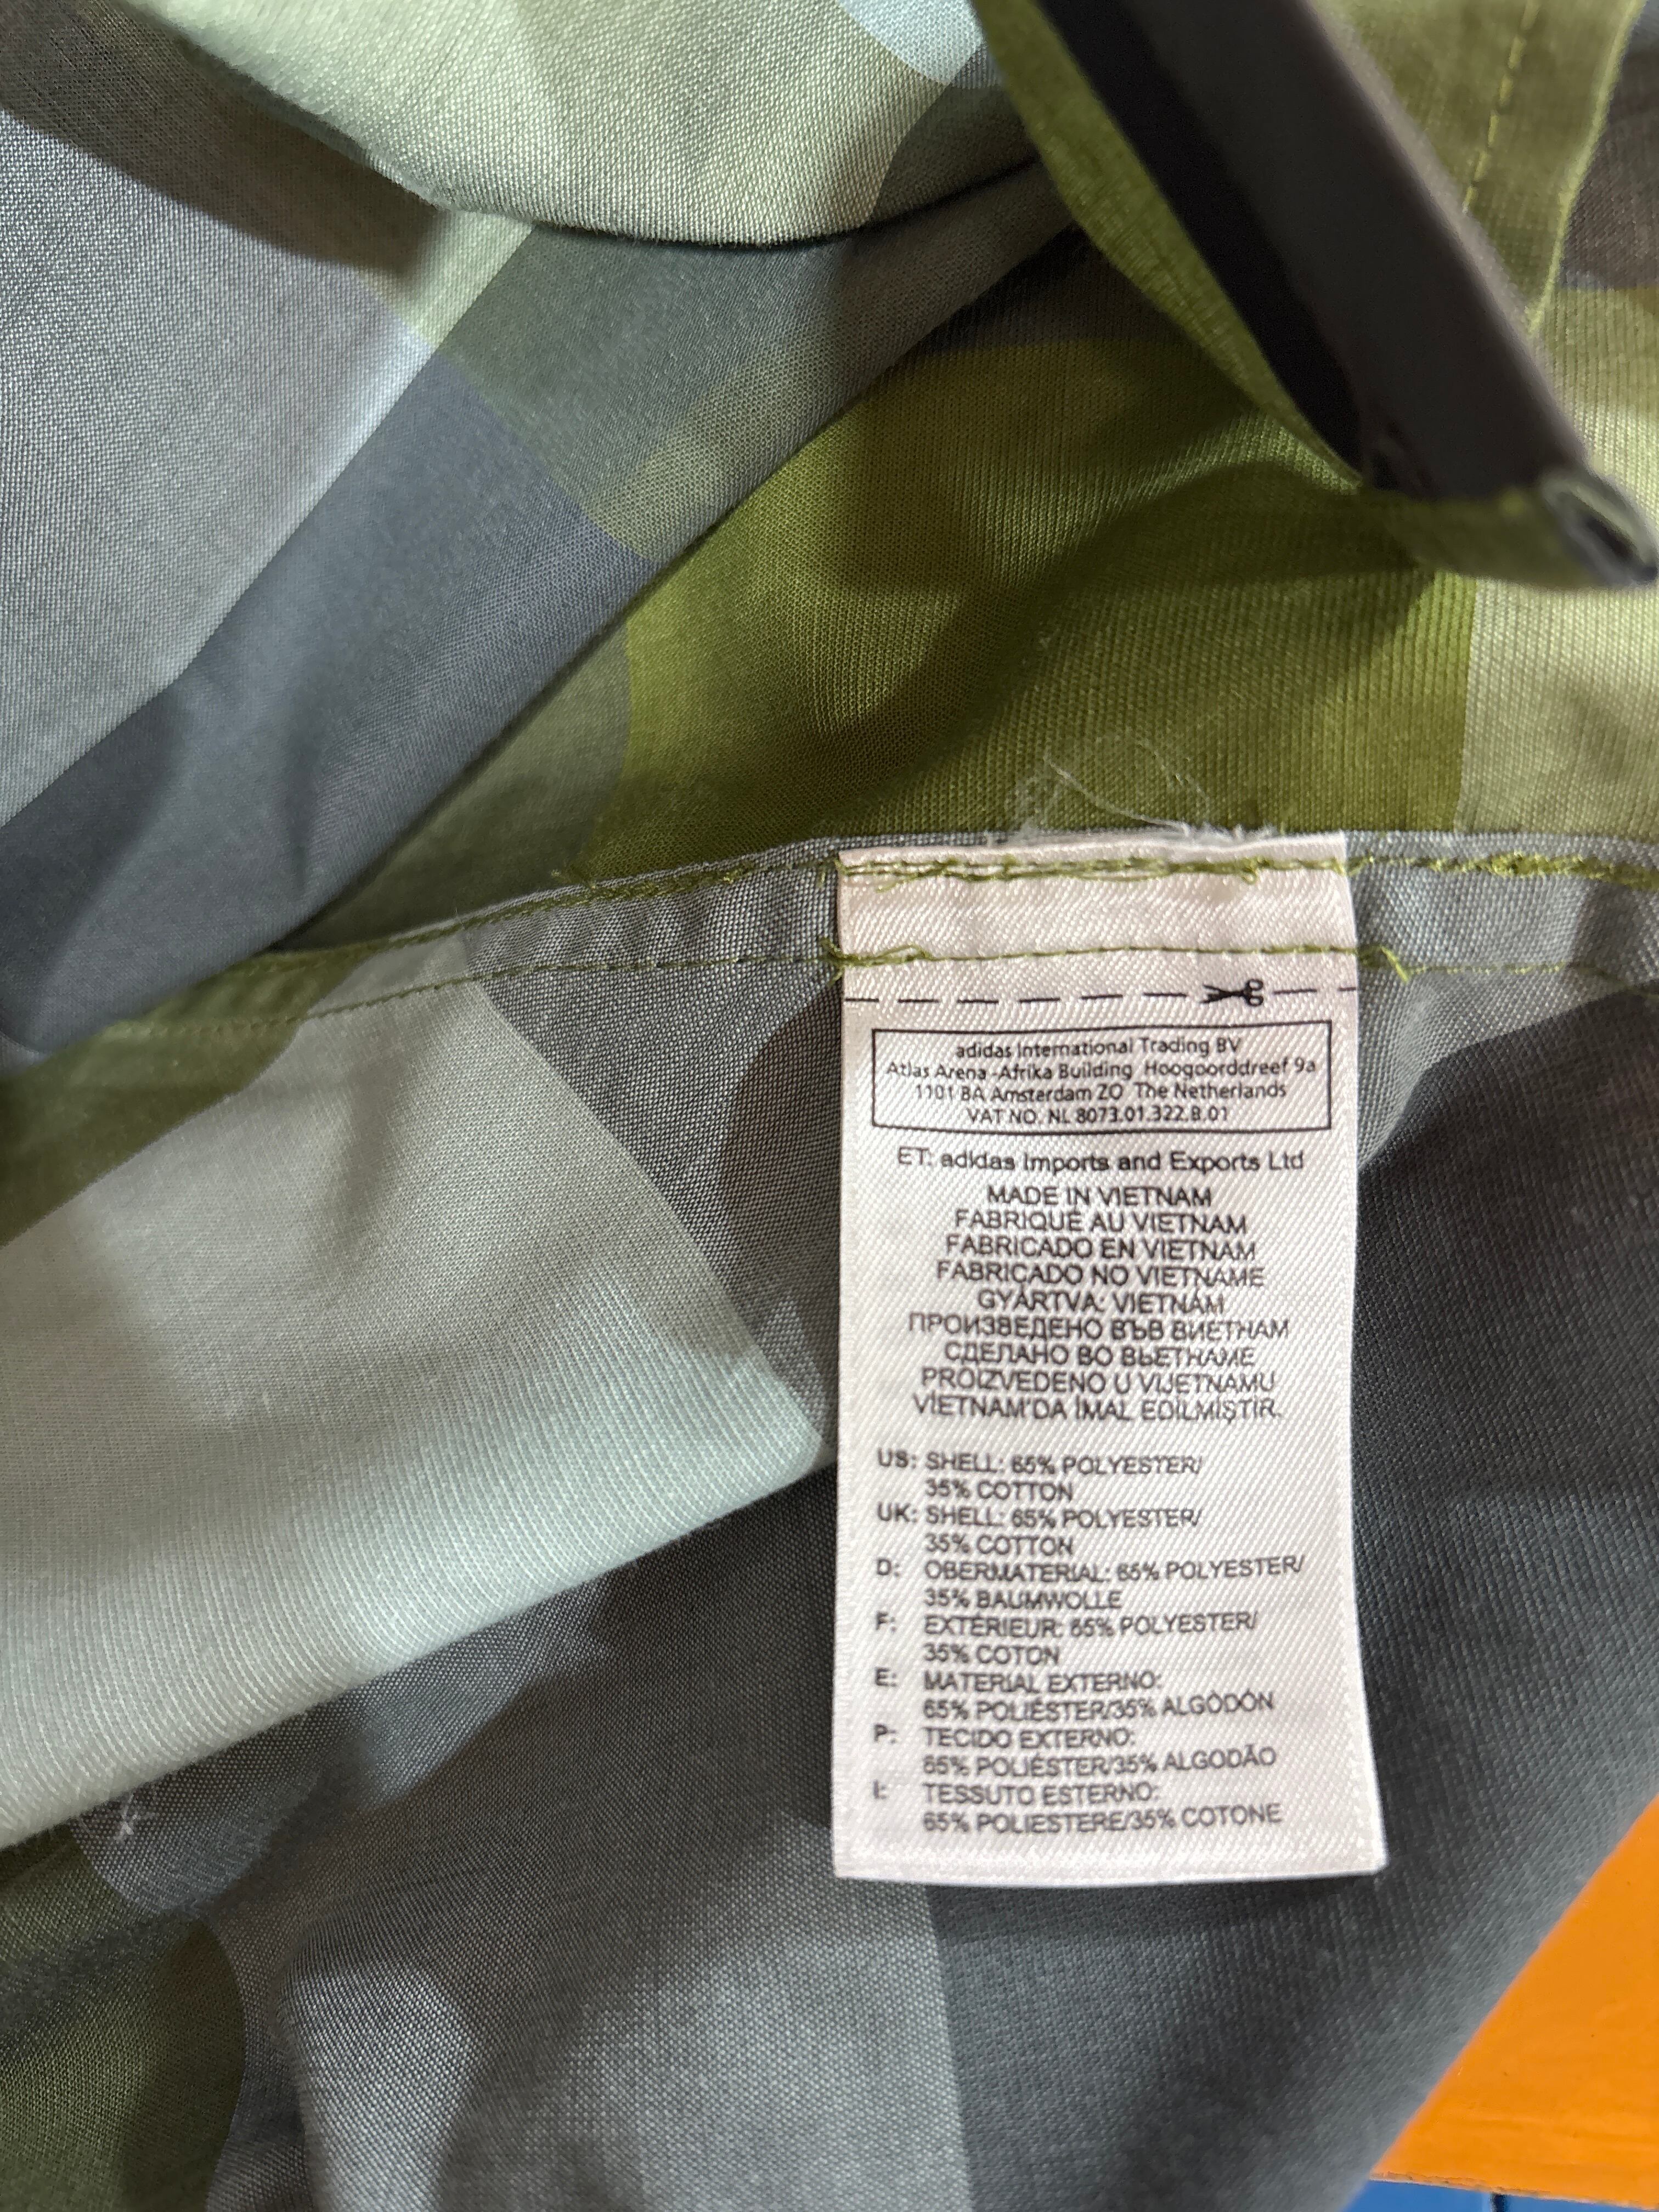 adidas International Trading BV
Atlas Arena -Afrika Building Hoogoorddreef 9a
1101 BA Amsterdam ZO The Netherlands
VAT NO. NL 8073.01.322.B.01
ET: adidas Imports and Exports Ltd
MADE IN VIETNAM
FABRIQUÉ AU VIETNAM
FABRICADO EN VIETNAM
FABRICADO NO VIETNAME
GYÁRTVA: VIETNÁM
ПРОИЗВЕДЕНО ВЪВ ВИЕТНАМ
СДЕЛАНО ВО ВЬЕТНАМЕ
PROIZVEDENO U VIJETNAMU
VİETNAM'DA İMAL EDİLMİŞTİR.
US: SHELL: 65% POLYESTER/
35% COTTON
UK: SHELL: 65% POLYESTER/
35% COTTON
D: OBERMATERIAL: 65% POLYESTER/
35% BAUMWOLLE
F: EXTÉRIEUR: 65% POLYESTER/
35% COTON
E: MATERIAL EXTERNO:
65% POLIÉSTER/35% ALGODÓN
P: TECIDO EXTERNO:
65% POLIÉSTER/35% ALGODÃO
I: TESSUTO ESTERNO:
65% POLIESTERE/35% COTONE